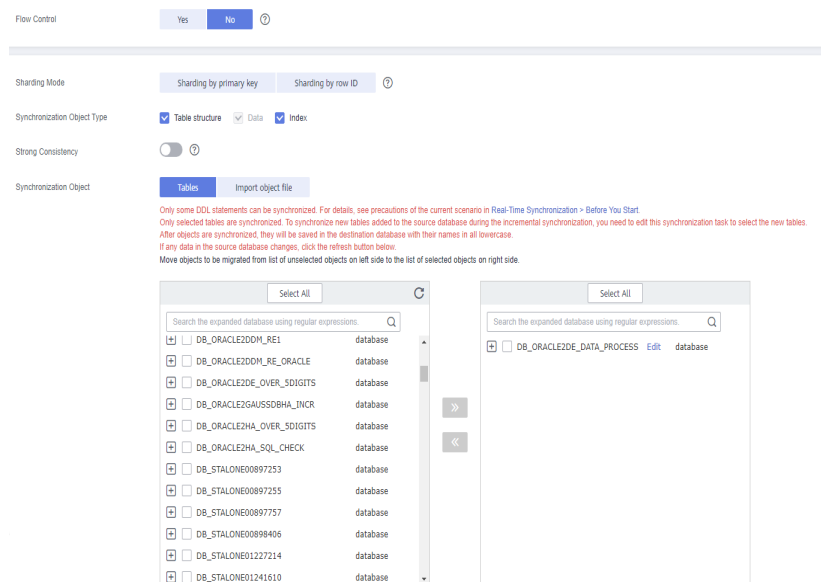 Flow Control
Yes No ?
Sharding Mode
Sharding by primary key Sharding by row ID ?
Synchronization Object Type
Table structure Data Index
Strong Consistency
?
Synchronization Object
Tables Import object file
Only some DDL statements can be synchronized. For details, see precautions of the current scenario in Real-Time Synchronization > Before You Start.
Only selected tables are synchronized. To synchronize new tables added to the source database during the incremental synchronization, you need to edit this synchronization task to select the new tables.
After objects are synchronized, they will be saved in the destination database with their names in all lowercase.
If any data in the source database changes, click the refresh button below.
Move objects to be migrated from list of unselected objects on left side to the list of selected objects on right side.
Select All
Search the expanded database using regular expressions.
DB_ORACLE2DDM_RE1 database
DB_ORACLE2DDM_RE_ORACLE database
DB_ORACLE2DE_OVER_5DIGITS database
DB_ORACLE2GAUSSDBHA_INCR database
DB_ORACLE2HA_OVER_5DIGITS database
DB_ORACLE2HA_SQL_CHECK database
DB_STALONE00897253 database
DB_STALONE00897255 database
DB_STALONE00897757 database
DB_STALONE00898406 database
DB_STALONE01227214 database
DB_STALONE01241610 database
Select All
Search the expanded database using regular expressions.
DB_ORACLE2DE_DATA_PROCESS Edit database